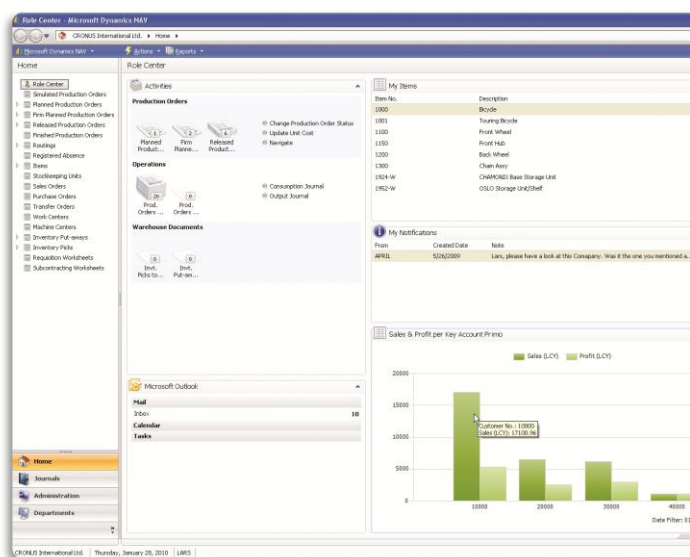 Role Center - Microsoft Dynamics NAV
CRONUS International Ltd. ▸ Home ▸
Microsoft Dynamics NAV
Actions
Reports
Home
Role Center
Simulated Production Orders
Planned Production Orders
Firm Planned Production Orders
Released Production Orders
Finished Production Orders
Routings
Registered Absence
Items
Stockkeeping Units
Sales Orders
Purchase Orders
Transfer Orders
Work Centers
Machine Centers
Inventory Put-aways
Inventory Picks
Requisition Worksheets
Subcontracting Worksheets
Home
Journals
Administration
Departments
Role Center
Activities
Production Orders
1 2 6
Planned Product...
Firm Planne...
Released Product...
Change Production Order Status
Update Unit Cost
Navigate
Operations
20 0
Prod. Orders ...
Prod. Orders ...
Consumption Journal
Output Journal
Warehouse Documents
0 0
Invt. Picks to...
Invt. Put-aw...
Microsoft Outlook
Mail
Inbox 10
Calendar
Tasks
My Items
Item No. Description
1000 Bicycle
1001 Touring Bicycle
1100 Front Wheel
1150 Front Hub
1200 Back Wheel
1300 Chain Assy
1924-W CHAMONIX Base Storage Unit
1952-W OSLO Storage Unit/Shelf
My Notifications
From Created Date Note
APRIL 5/26/2009 Lars, please have a look at this Comapany. Was it the one you mentioned a..
Sales & Profit per Key Account Primo
Sales (LCY) Profit (LCY)
20000
15000
10000
5000
0
Customer No.: 10000
Sales (LCY): 17100.96
10000 20000 30000 40000
Date Filter: 01
CRONUS International Ltd. Thursday, January 28, 2010 LARS